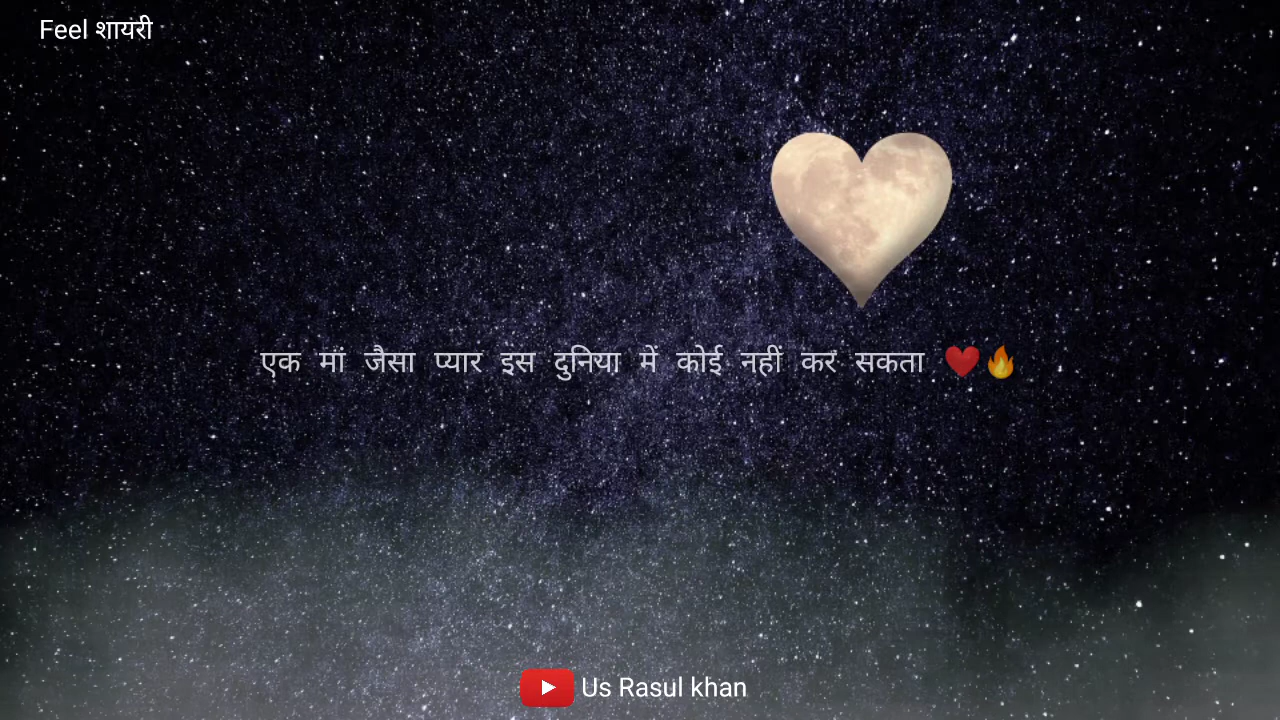 Feel शायरी
एक मां जैसा प्यार इस दुनिया में कोई नहीं कर सकता ❤️🔥
Us Rasul khan